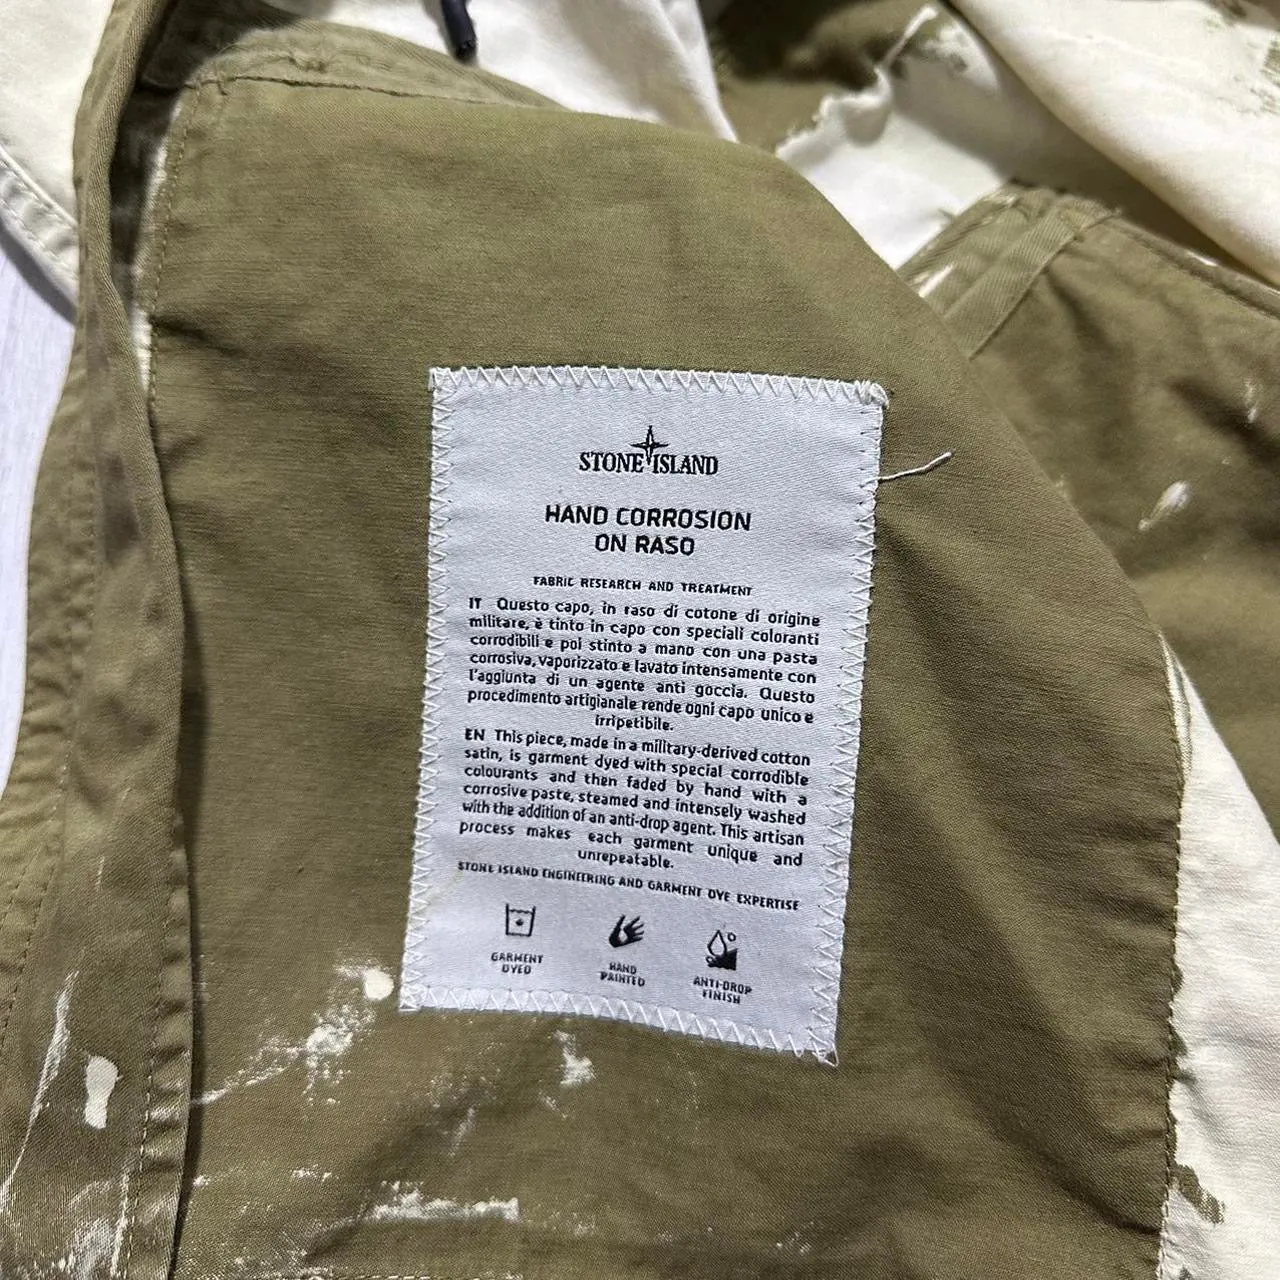 STONE ISLAND
HAND CORROSION
ON RASO
FABRIC RESEARCH AND TREATMENT
IT Questo capo, in raso di cotone di origine
militare, è tinto in capo con speciali coloranti
corrodibili e poi stinto a mano con una pasta
corrosiva, vaporizzato e lavato intensamente con
l'aggiunta di un agente anti goccia. Questo
procedimento artigianale rende ogni capo unico e
irripetibile.
EN This piece, made in a military-derived cotton
satin, is garment dyed with special corrodible
colourants and then faded by hand with a
corrosive paste, steamed and intensely washed
with the addition of an anti-drop agent. This artisan
process makes each garment unique and
unrepeatable.
STONE ISLAND ENGINEERING AND GARMENT DYE EXPERTISE
GARMENT
DYED
HAND
PAINTED
ANTI-DROP
FINISH